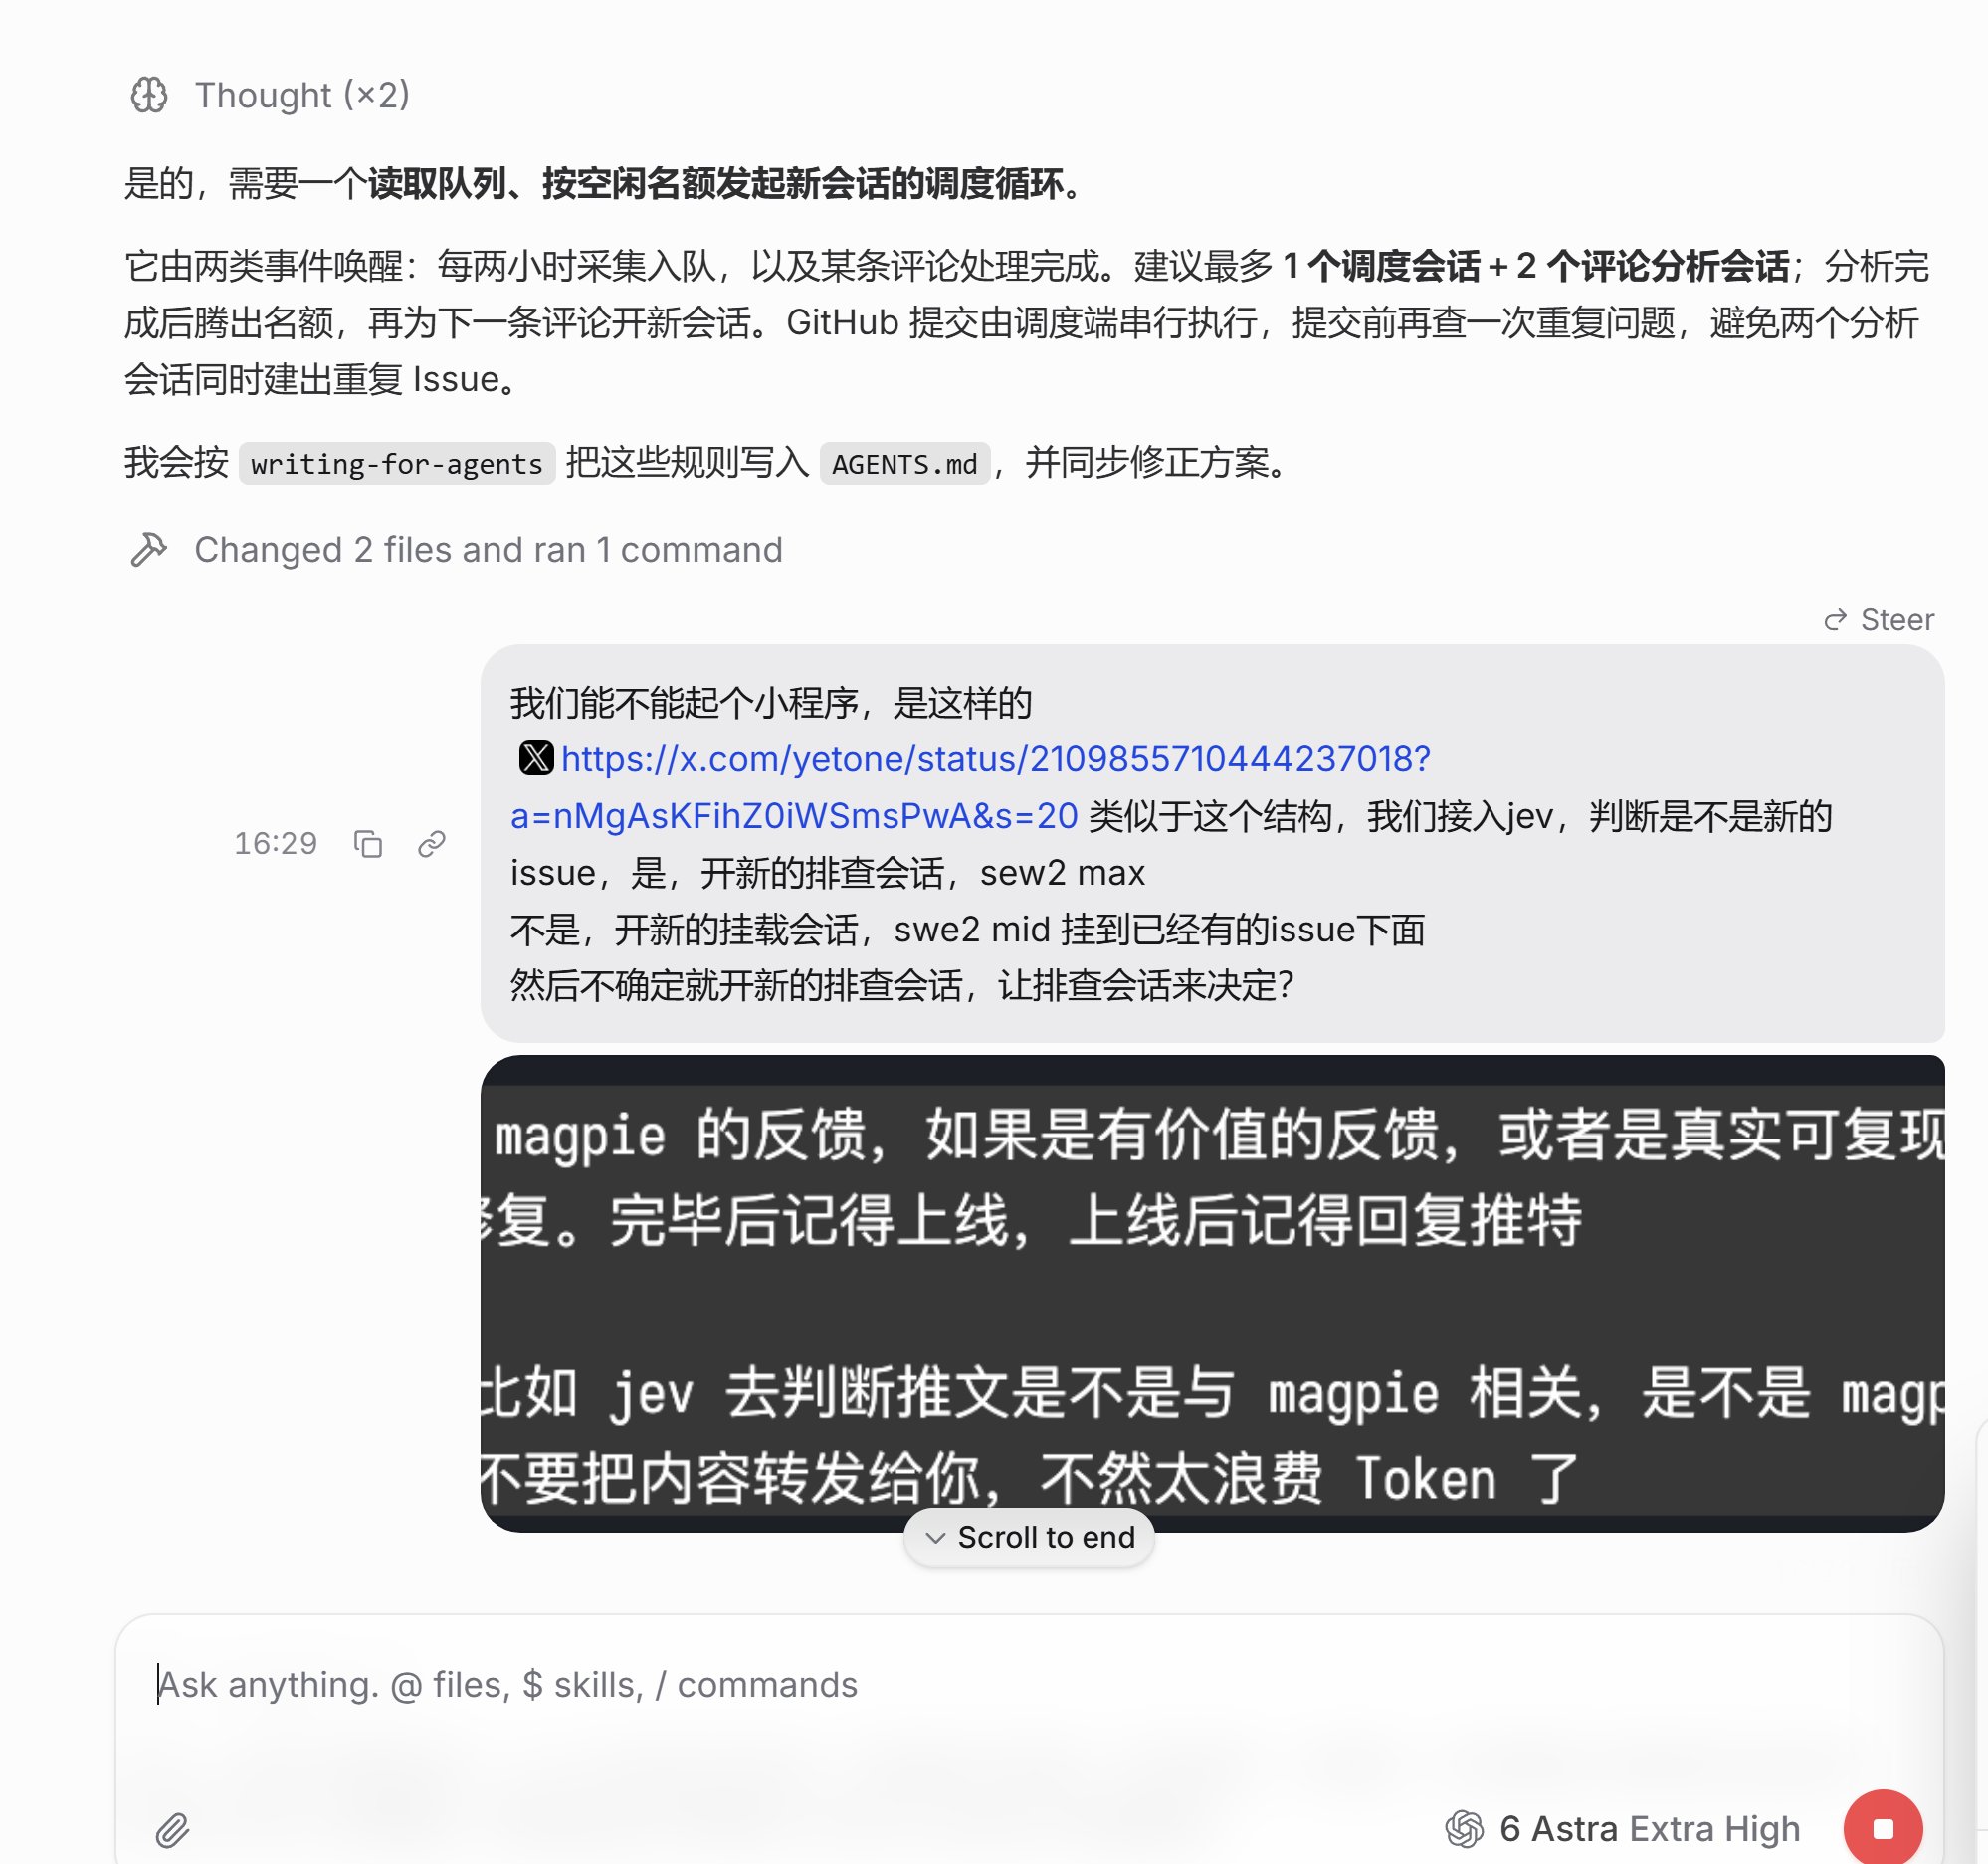 Thought (×2)
是的，需要一个读取队列、按空闲名额发起新会话的调度循环。
它由两类事件唤醒：每两小时采集入队，以及某条评论处理完成。建议最多 1 个调度会话 + 2 个评论分析会话；分析完
成后腾出名额，再为下一条评论开新会话。GitHub 提交由调度端串行执行，提交前再查一次重复问题，避免两个分析
会话同时建出重复 Issue。
我会按 writing-for-agents 把这些规则写入 AGENTS.md，并同步修正方案。
Changed 2 files and ran 1 command
Steer
我们能不能起个小程序，是这样的
https://x.com/yetone/status/2109855710444237018?
a=nMgAsKFihZ0iWSmsPwA&s=20 类似于这个结构，我们接入jev，判断是不是新的
issue，是，开新的排查会话，sew2 max
不是，开新的挂载会话，swe2 mid 挂到已经有的issue下面
然后不确定就开新的排查会话，让排查会话来决定？
16:29
magpie 的反馈，如果是有价值的反馈，或者是真实可复现
复。完毕后记得上线，上线后记得回复推特
比如 jev 去判断推文是不是与 magpie 相关，是不是 magp
不要把内容转发给你，不然太浪费 Token 了
Scroll to end
Ask anything. @ files, $ skills, / commands
6 Astra Extra High